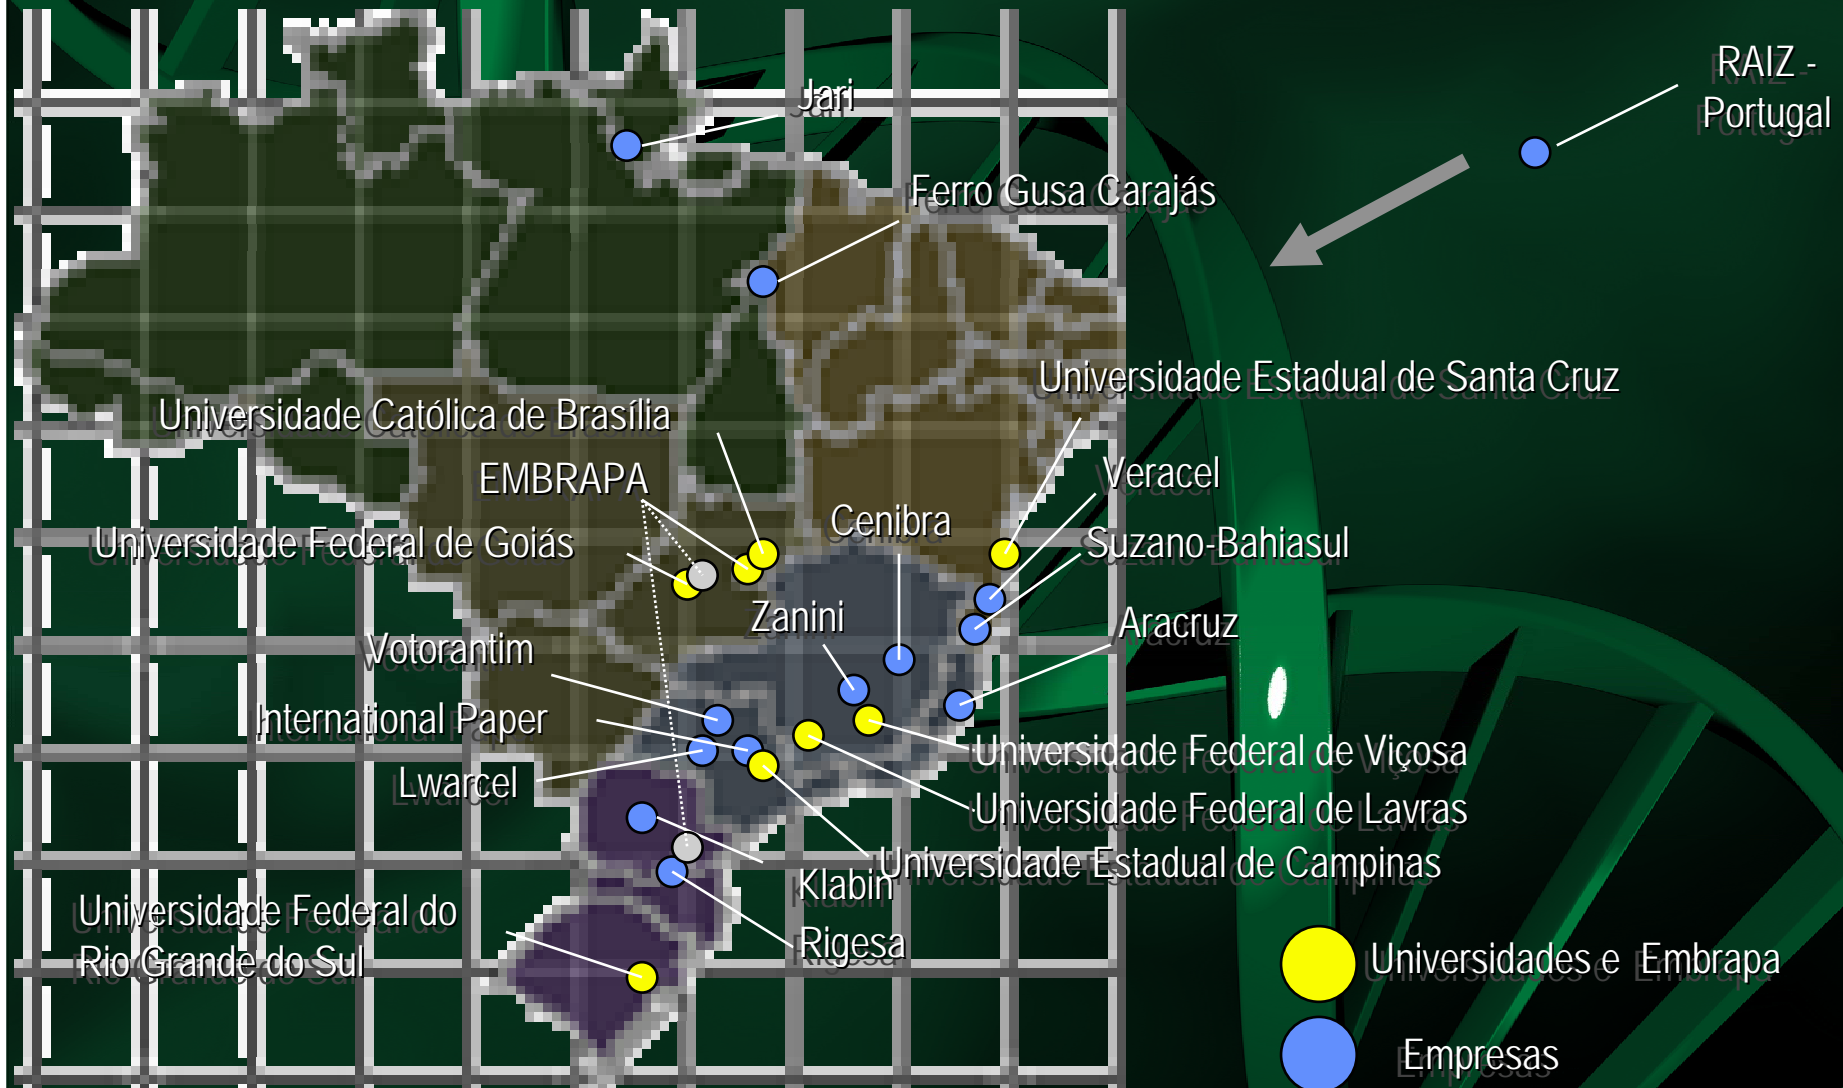 RAIZ -
Portugal
Jari
Ferro Gusa Carajás
Universidade Estadual de Santa Cruz
Universidade Católica de Brasília
Veracel
EMBRAPA
Cenibra
Universidade Federal de Goiás
Suzano-Bahiasul
Zanini
Aracruz
Votorantim
International Paper
Universidade Federal de Viçosa
Lwarcel
Universidade Federal de Lavras
Universidade Estadual de Campinas
Klabin
Universidade Federal do
Rio Grande do Sul
Rigesa
Universidades e Embrapa
Empresas